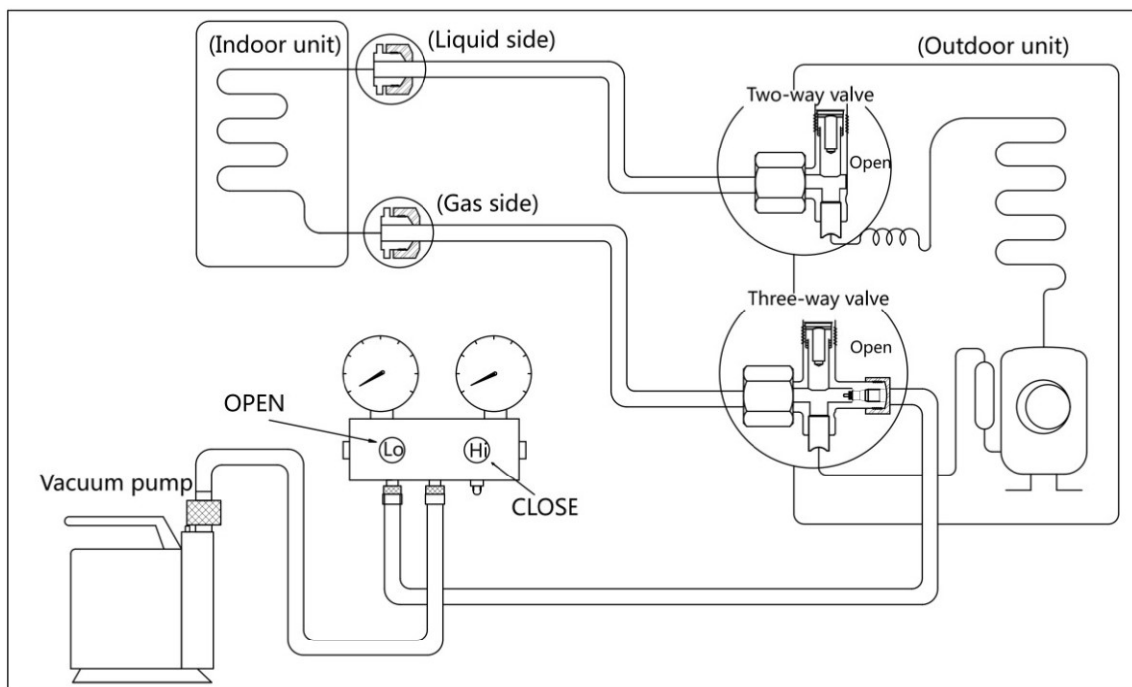 (Indoor unit)
(Liquid side)
(Outdoor unit)
Two-way valve
Open
(Gas side)
Three-way valve
Open
OPEN
Lo
Hi
CLOSE
Vacuum pump